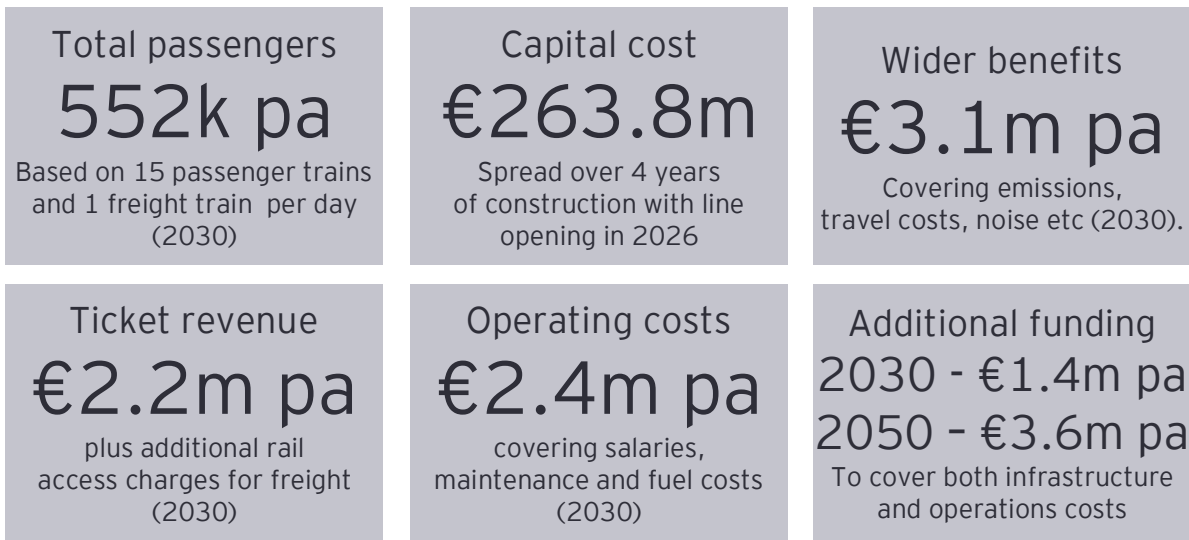 Total passengers
552k pa
Based on 15 passenger trains
and 1 freight train per day
(2030)
Capital cost
€263.8m
Spread over 4 years
of construction with line
opening in 2026
Wider benefits
€3.1m pa
Covering emissions,
travel costs, noise etc (2030).
Ticket revenue
€2.2m pa
plus additional rail
access charges for freight
(2030)
Operating costs
€2.4m pa
covering salaries,
maintenance and fuel costs
(2030)
Additional funding
2030 - €1.4m pa
2050 – €3.6m pa
To cover both infrastructure
and operations costs